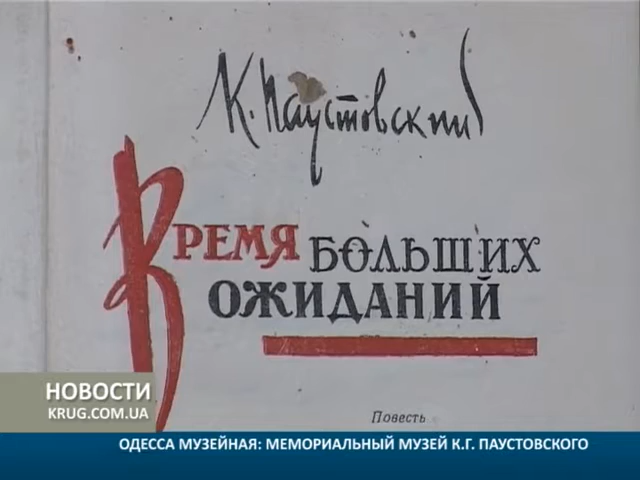 К. Паустовский
Время больших
ожиданий
Повесть
НОВОСТИ
KRUG.COM.UA
ОДЕССА МУЗЕЙНАЯ: МЕМОРИАЛЬНЫЙ МУЗЕЙ К.Г. ПАУСТОВСКОГО